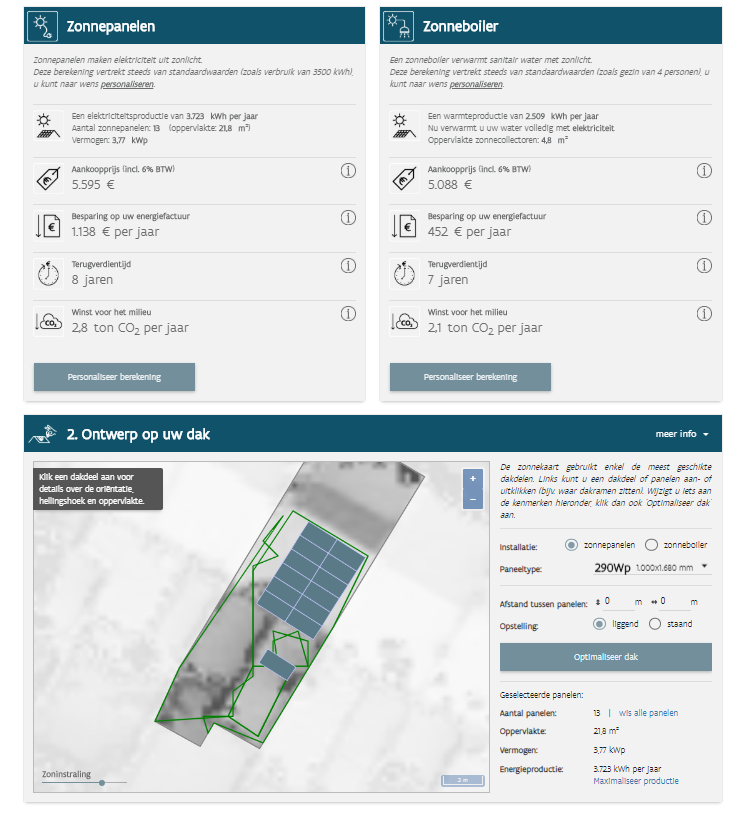 Zonnepanelen
Zonnepanelen maken elektriciteit uit zonlicht.
Deze berekening vertrekt steeds van standaardwaarden (zoals verbruik van 3500 kWh), u kunt naar wens personaliseren.
Een elektriciteitsproductie van 3.723 kWh per jaar
Aantal zonnepanelen: 13 (oppervlakte: 21,8 m²)
Vermogen: 3,77 kWp
Aankoopprijs (incl. 6% BTW)
5.595 €
Besparing op uw energiefactuur
1.138 € per jaar
Terugverdientijd
8 jaren
Winst voor het milieu
2,8 ton CO₂ per jaar
Personaliseer berekening
Zonneboiler
Een zonneboiler verwarmt sanitair water met zonlicht.
Deze berekening vertrekt steeds van standaardwaarden (zoals gezin van 4 personen), u kunt naar wens personaliseren.
Een warmteproductie van 2.509 kWh per jaar
Nu verwarmt u uw water volledig met elektriciteit
Oppervlakte zonnecollectoren: 4,8 m²
Aankoopprijs (incl. 6% BTW)
5.088 €
Besparing op uw energiefactuur
452 € per jaar
Terugverdientijd
7 jaren
Winst voor het milieu
2,1 ton CO₂ per jaar
Personaliseer berekening
2. Ontwerp op uw dak
meer info
Klik een dakdeel aan voor
details over de oriëntatie,
hellingshoek en oppervlakte.
+
−
Zoninstraling
2 m
De zonnekaart gebruikt enkel de meest geschikte
dakdelen. Links kunt u een dakdeel of panelen aan- of
uitklikken (bijv. waar dakramen zitten). Wijzigt u iets aan
de kenmerken hieronder, klik dan ook 'Optimaliseer dak'
aan.
Installatie: zonnepanelen zonneboiler
Paneeltype: 290Wp 1.000x1.680 mm
Afstand tussen panelen: 0 m 0 m
Opstelling: liggend staand
Optimaliseer dak
Geselecteerde panelen:
Aantal panelen: 13 | wis alle panelen
Oppervlakte: 21,8 m²
Vermogen: 3,77 kWp
Energieproductie: 3.723 kWh per jaar
Maximaliseer productie